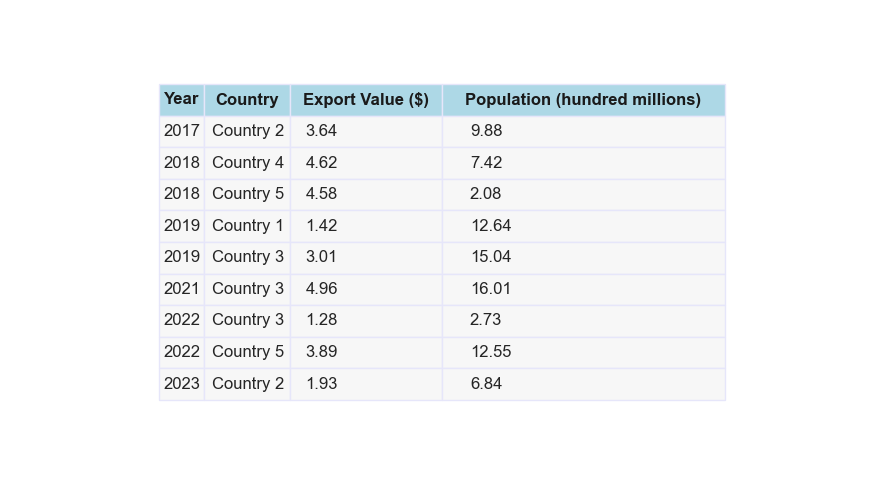 Year Country Export Value ($) Population (hundred millions)
2017 Country 2 3.64 9.88
2018 Country 4 4.62 7.42
2018 Country 5 4.58 2.08
2019 Country 1 1.42 12.64
2019 Country 3 3.01 15.04
2021 Country 3 4.96 16.01
2022 Country 3 1.28 2.73
2022 Country 5 3.89 12.55
2023 Country 2 1.93 6.84